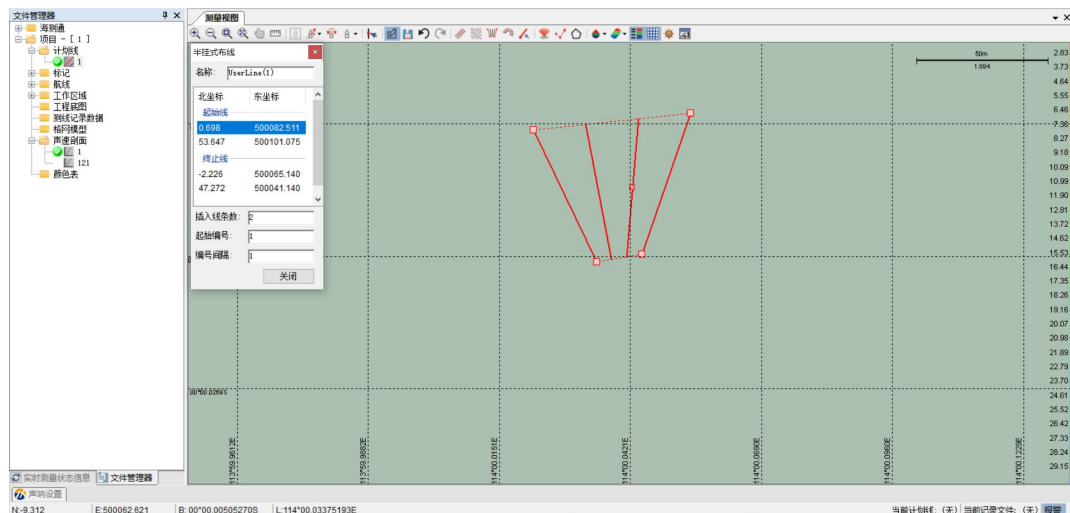 文件管理器
海测通
项目 - [ 1 ]
计划线
1
标记
航线
工作区域
工程底图
测线记录数据
格网模型
声速剖面
1
121
颜色表
实时测量状态信息
文件管理器
测量视图
半挂式布线
名称: UserLine(1)
北坐标 东坐标
起始线
0.698 500082.511
53.647 500101.075
终止线
-2.226 500065.140
47.272 500041.140
插入线条数: 2
起始编号: 1
编号间隔: 1
关闭
50m
1:884
2.83
3.73
4.64
5.55
6.46
7.36
8.27
9.18
10.09
10.99
11.90
12.81
13.72
14.62
15.53
16.44
17.35
18.26
19.16
20.07
20.98
21.89
22.79
23.70
24.61
25.52
26.42
27.33
28.24
29.15
00°00.0269S
113°59.9612E
113°59.9882E
114°00.0151E
114°00.0421E
114°00.0690E
114°00.0960E
114°00.1229E
声呐设置
N:-9.312 E:500062.621 B: 00°00.00505270S L:114°00.03375193E
当前计划线: (无) 当前记录文件: (无) 报警